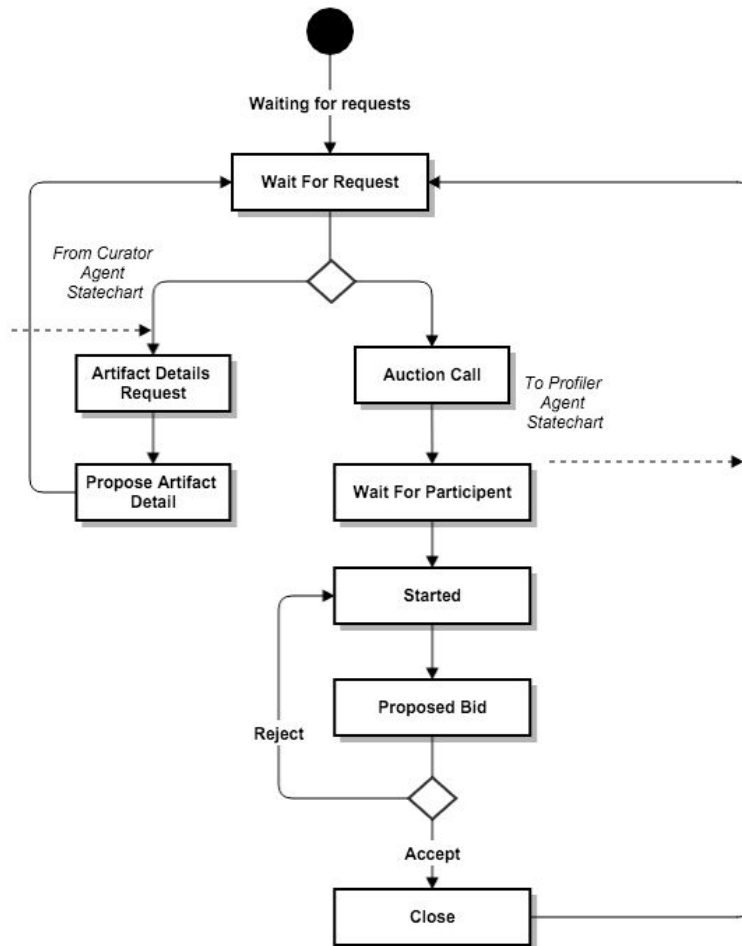 Waiting for requests
Wait For Request
From Curator
Agent
Statechart
Artifact Details
Request
Auction Call
To Profiler
Agent
Statechart
Propose Artifact
Detail
Wait For Participent
Started
Proposed Bid
Reject
Accept
Close